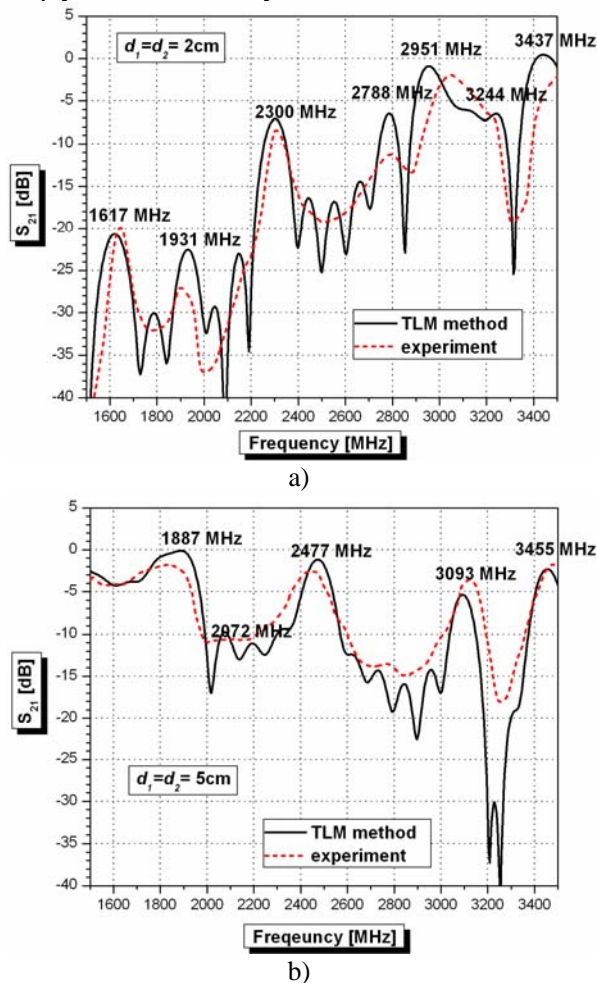 d1=d2= 2cm
2951 MHz
3437 MHz
2788 MHz
3244 MHz
2300 MHz
1617 MHz
1931 MHz
5
0
-5
-10
-15
-20
-25
-30
-35
-40
S21 [dB]
TLM method
experiment
1600 1800 2000 2200 2400 2600 2800 3000 3200 3400
Frequency [MHz]
a)
1887 MHz
2477 MHz
3455 MHz
3093 MHz
2072 MHz
5
0
-5
-10
-15
-20
-25
-30
-35
-40
S21 [dB]
d1=d2= 5cm
TLM method
experiment
1600 1800 2000 2200 2400 2600 2800 3000 3200 3400
Freqeuncy [MHz]
b)